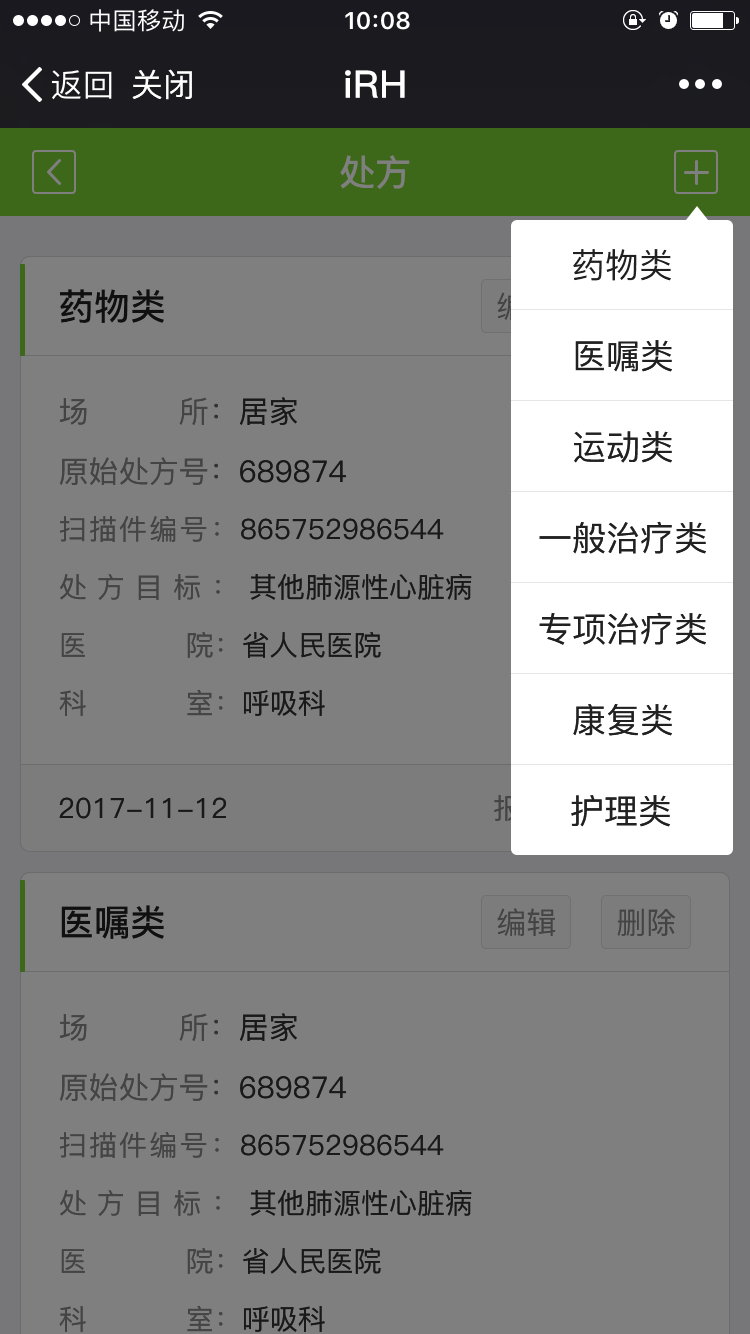 中国移动 10:08
返回 关闭 iRH
处方
药物类
医嘱类
运动类
一般治疗类
专项治疗类
康复类
护理类
药物类
场 所：居家
原始处方号：689874
扫描件编号：865752986544
处方目标：其他肺源性心脏病
医 院：省人民医院
科 室：呼吸科
2017-11-12
医嘱类 编辑 删除
场 所：居家
原始处方号：689874
扫描件编号：865752986544
处方目标：其他肺源性心脏病
医 院：省人民医院
科 室：呼吸科